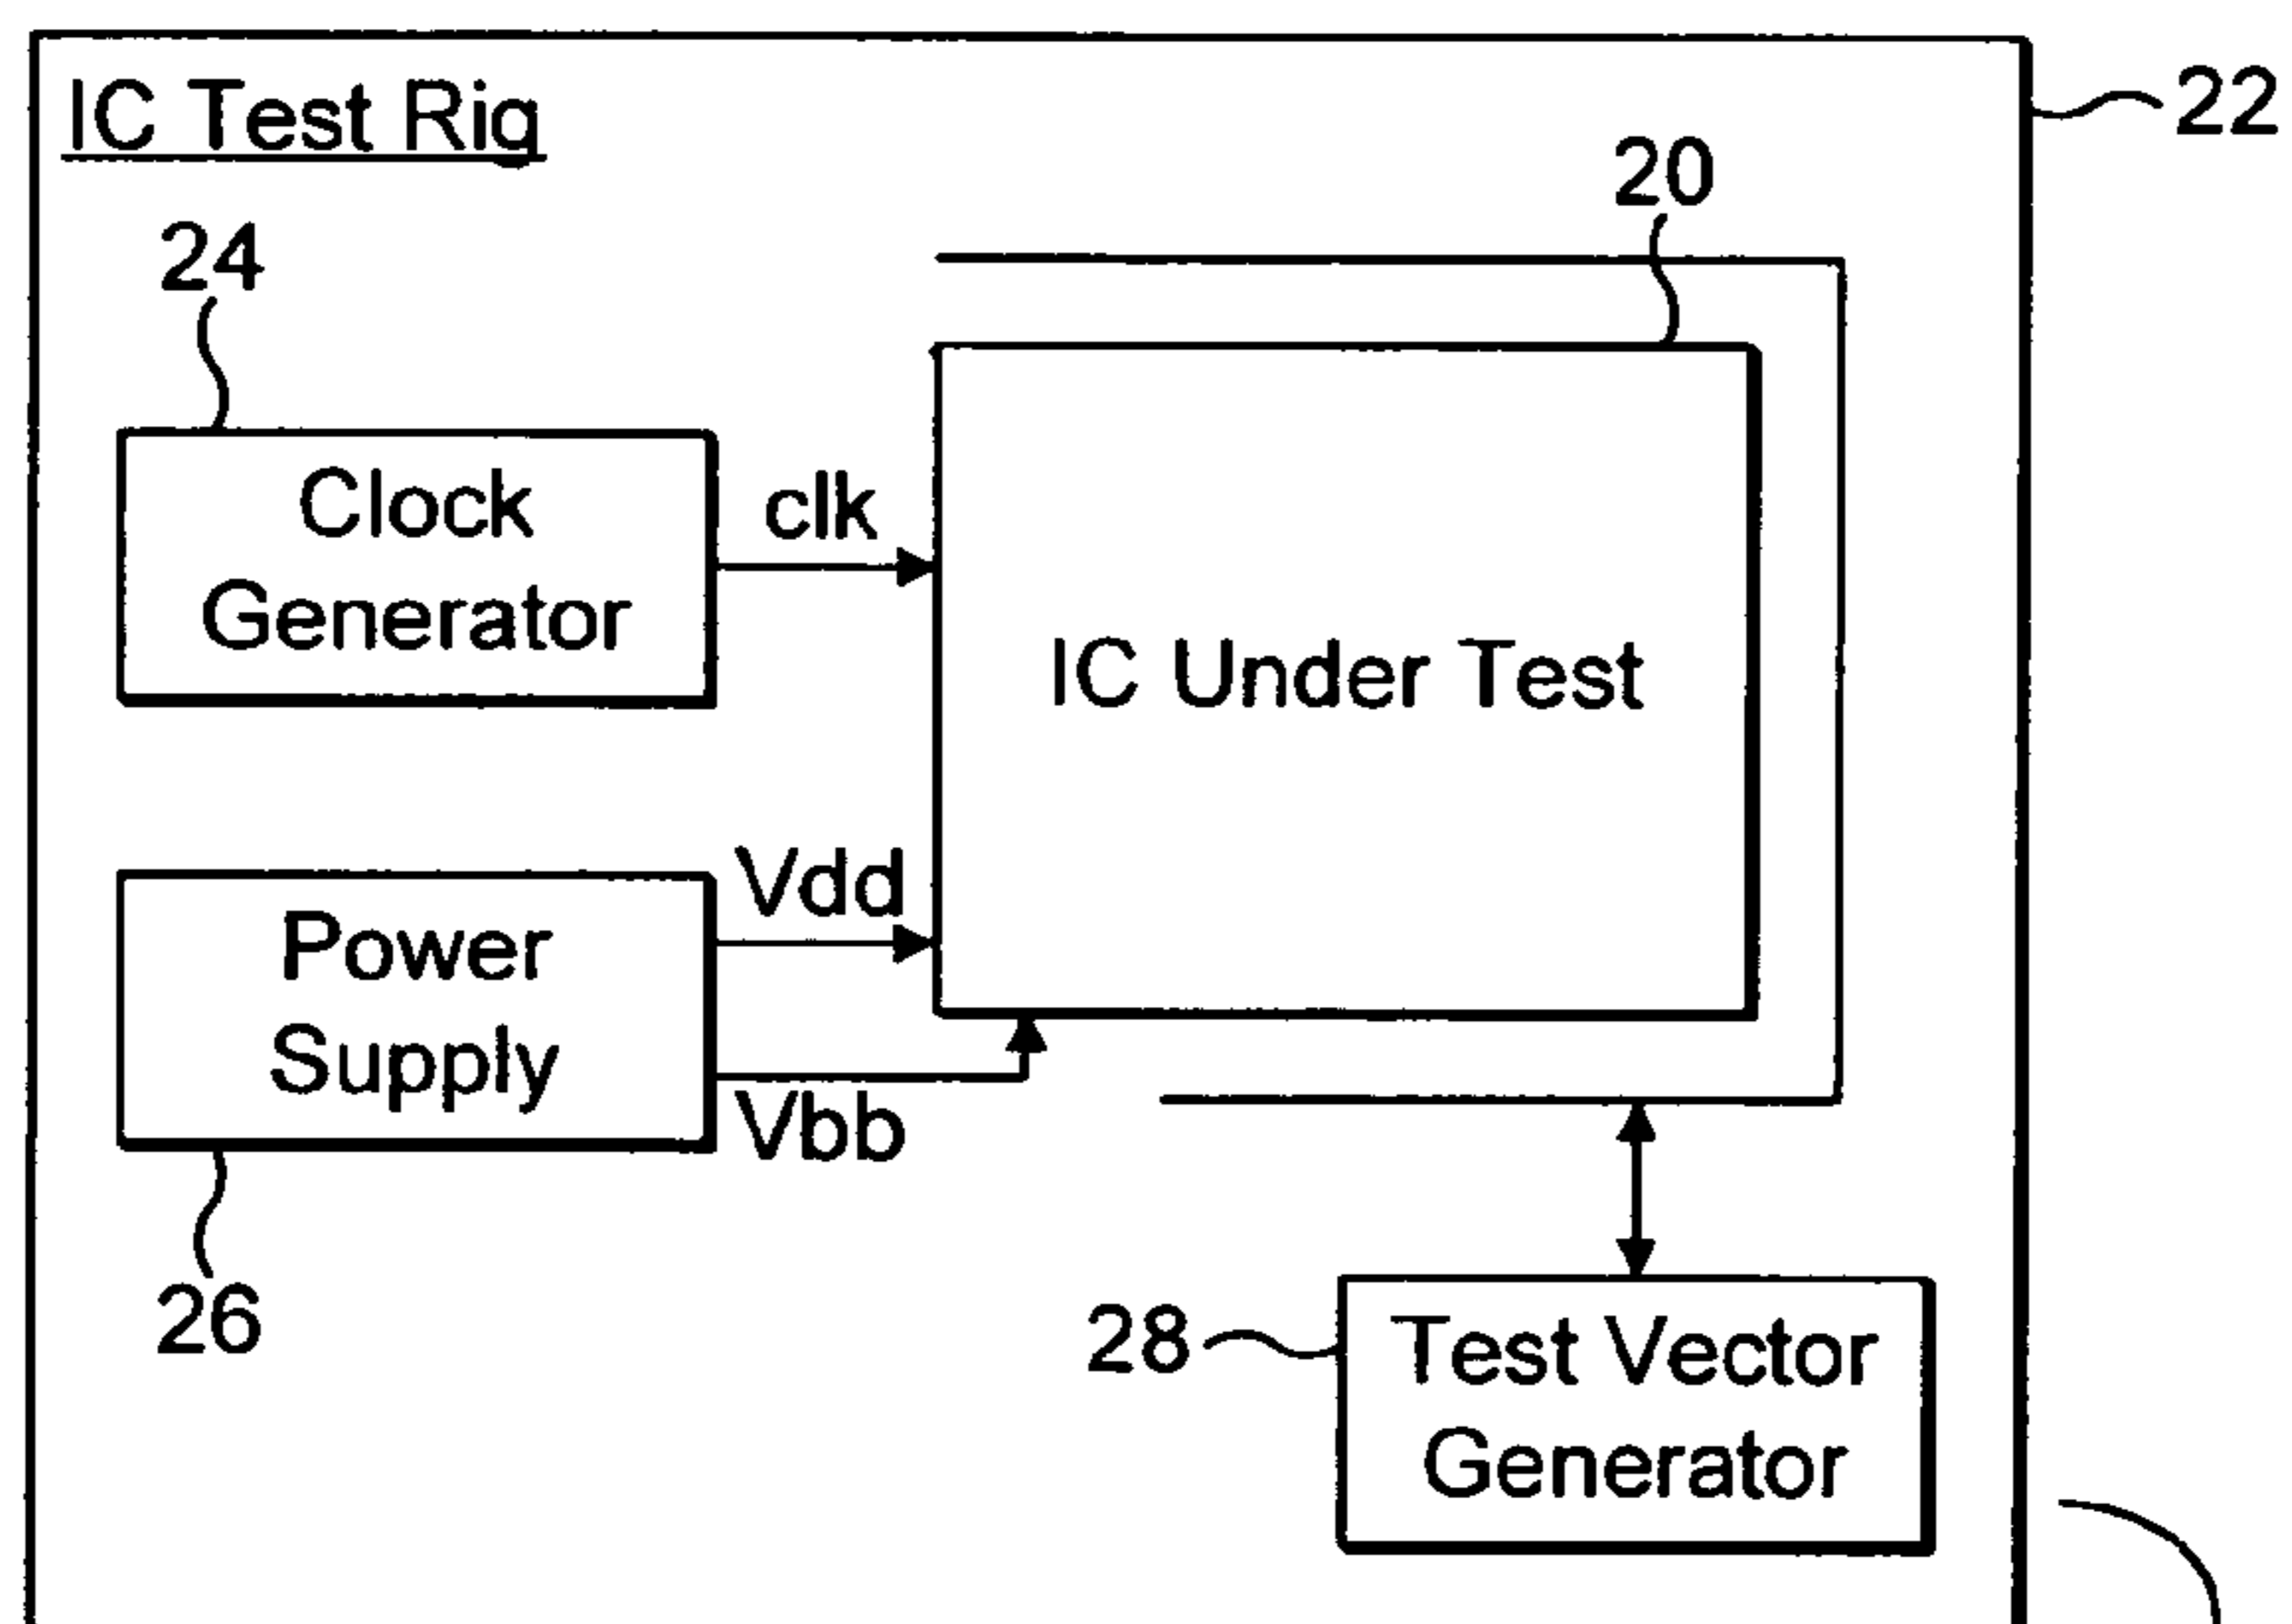 IC Test Rig
22
20
24
Clock
Generator
clk
IC Under Test
Vdd
Power
Supply
Vbb
26
28
Test Vector
Generator